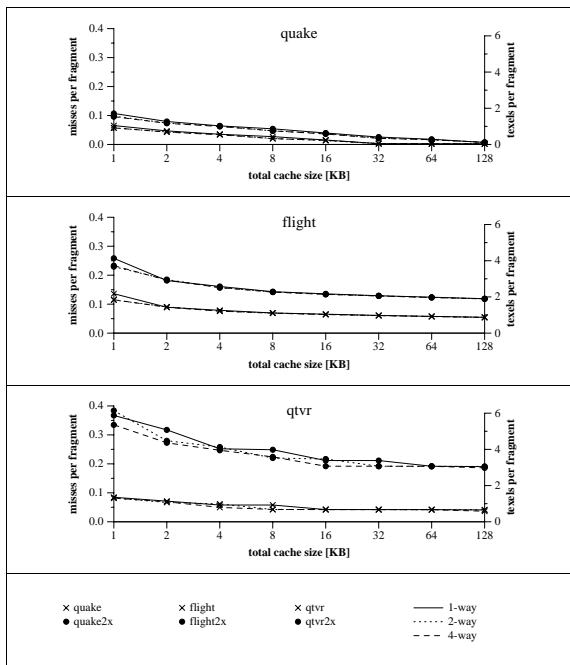 quake
0.4
0.3
0.2
0.1
0.0
misses per fragment
6
4
2
0
texels per fragment
1 2 4 8 16 32 64 128
total cache size [KB]
flight
0.4
0.3
0.2
0.1
0.0
misses per fragment
6
4
2
0
texels per fragment
1 2 4 8 16 32 64 128
total cache size [KB]
qtvr
0.4
0.3
0.2
0.1
0.0
misses per fragment
6
4
2
0
texels per fragment
1 2 4 8 16 32 64 128
total cache size [KB]
quake flight qtvr 1-way
quake2x flight2x qtvr2x 2-way
4-way